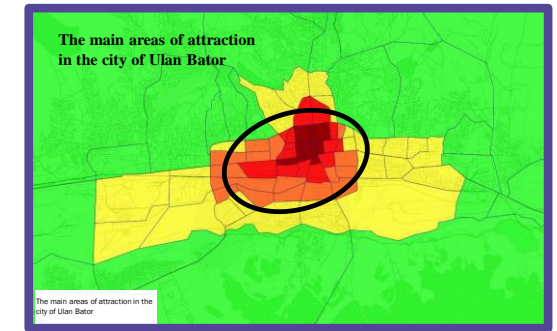 The main areas of attraction
in the city of Ulan Bator
The main areas of attraction in the
city of Ulan Bator